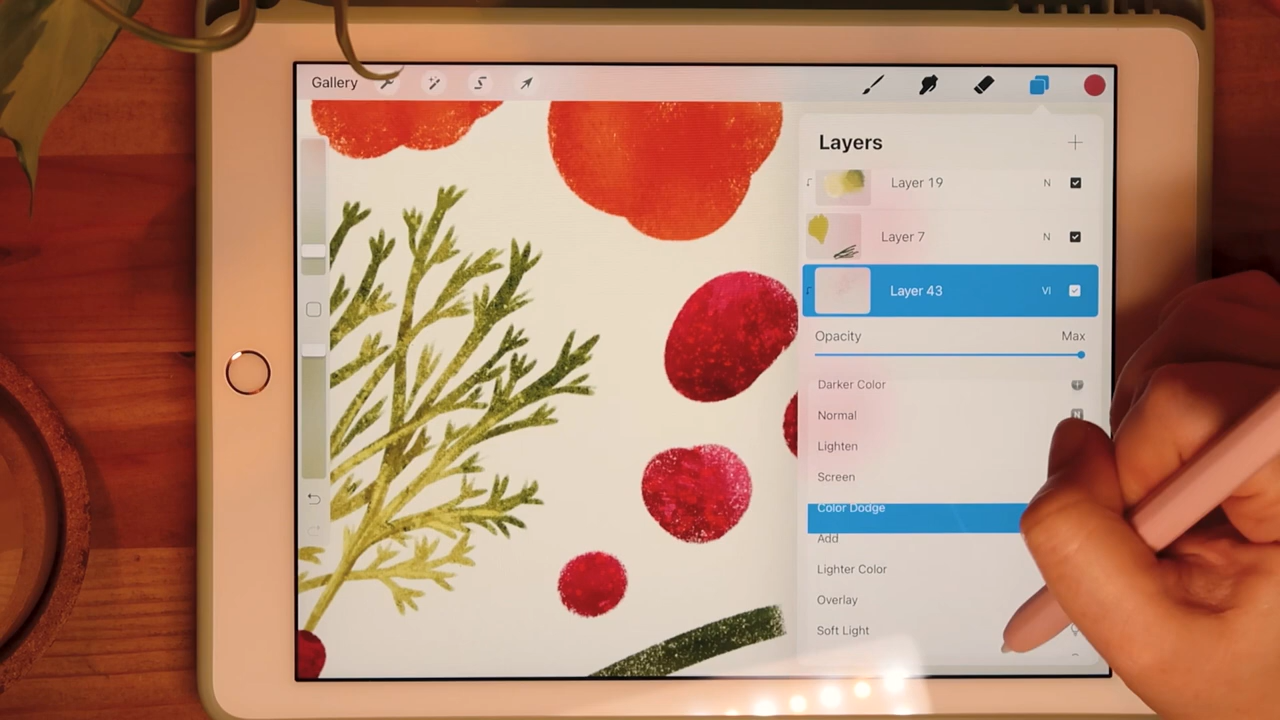 Gallery
Layers
Layer 19 N
Layer 7 N
Layer 43 VI
Opacity Max
Darker Color
Normal N
Lighten
Screen
Color Dodge
Add
Lighter Color
Overlay
Soft Light